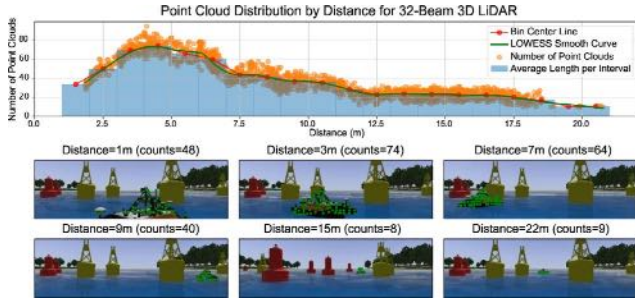 Point Cloud Distribution by Distance for 32-Beam 3D LiDAR
Number of Point Clouds
80
60
40
20
0
0.0 2.5 5.0 7.5 10.0 12.5 15.0 17.5 20.0
Distance (m)
Bin Center Line
LOWESS Smooth Curve
Number of Point Clouds
Average Length per Interval
Distance=1m (counts=48) Distance=3m (counts=74) Distance=7m (counts=64)
Distance=9m (counts=40) Distance=15m (counts=8) Distance=22m (counts=9)